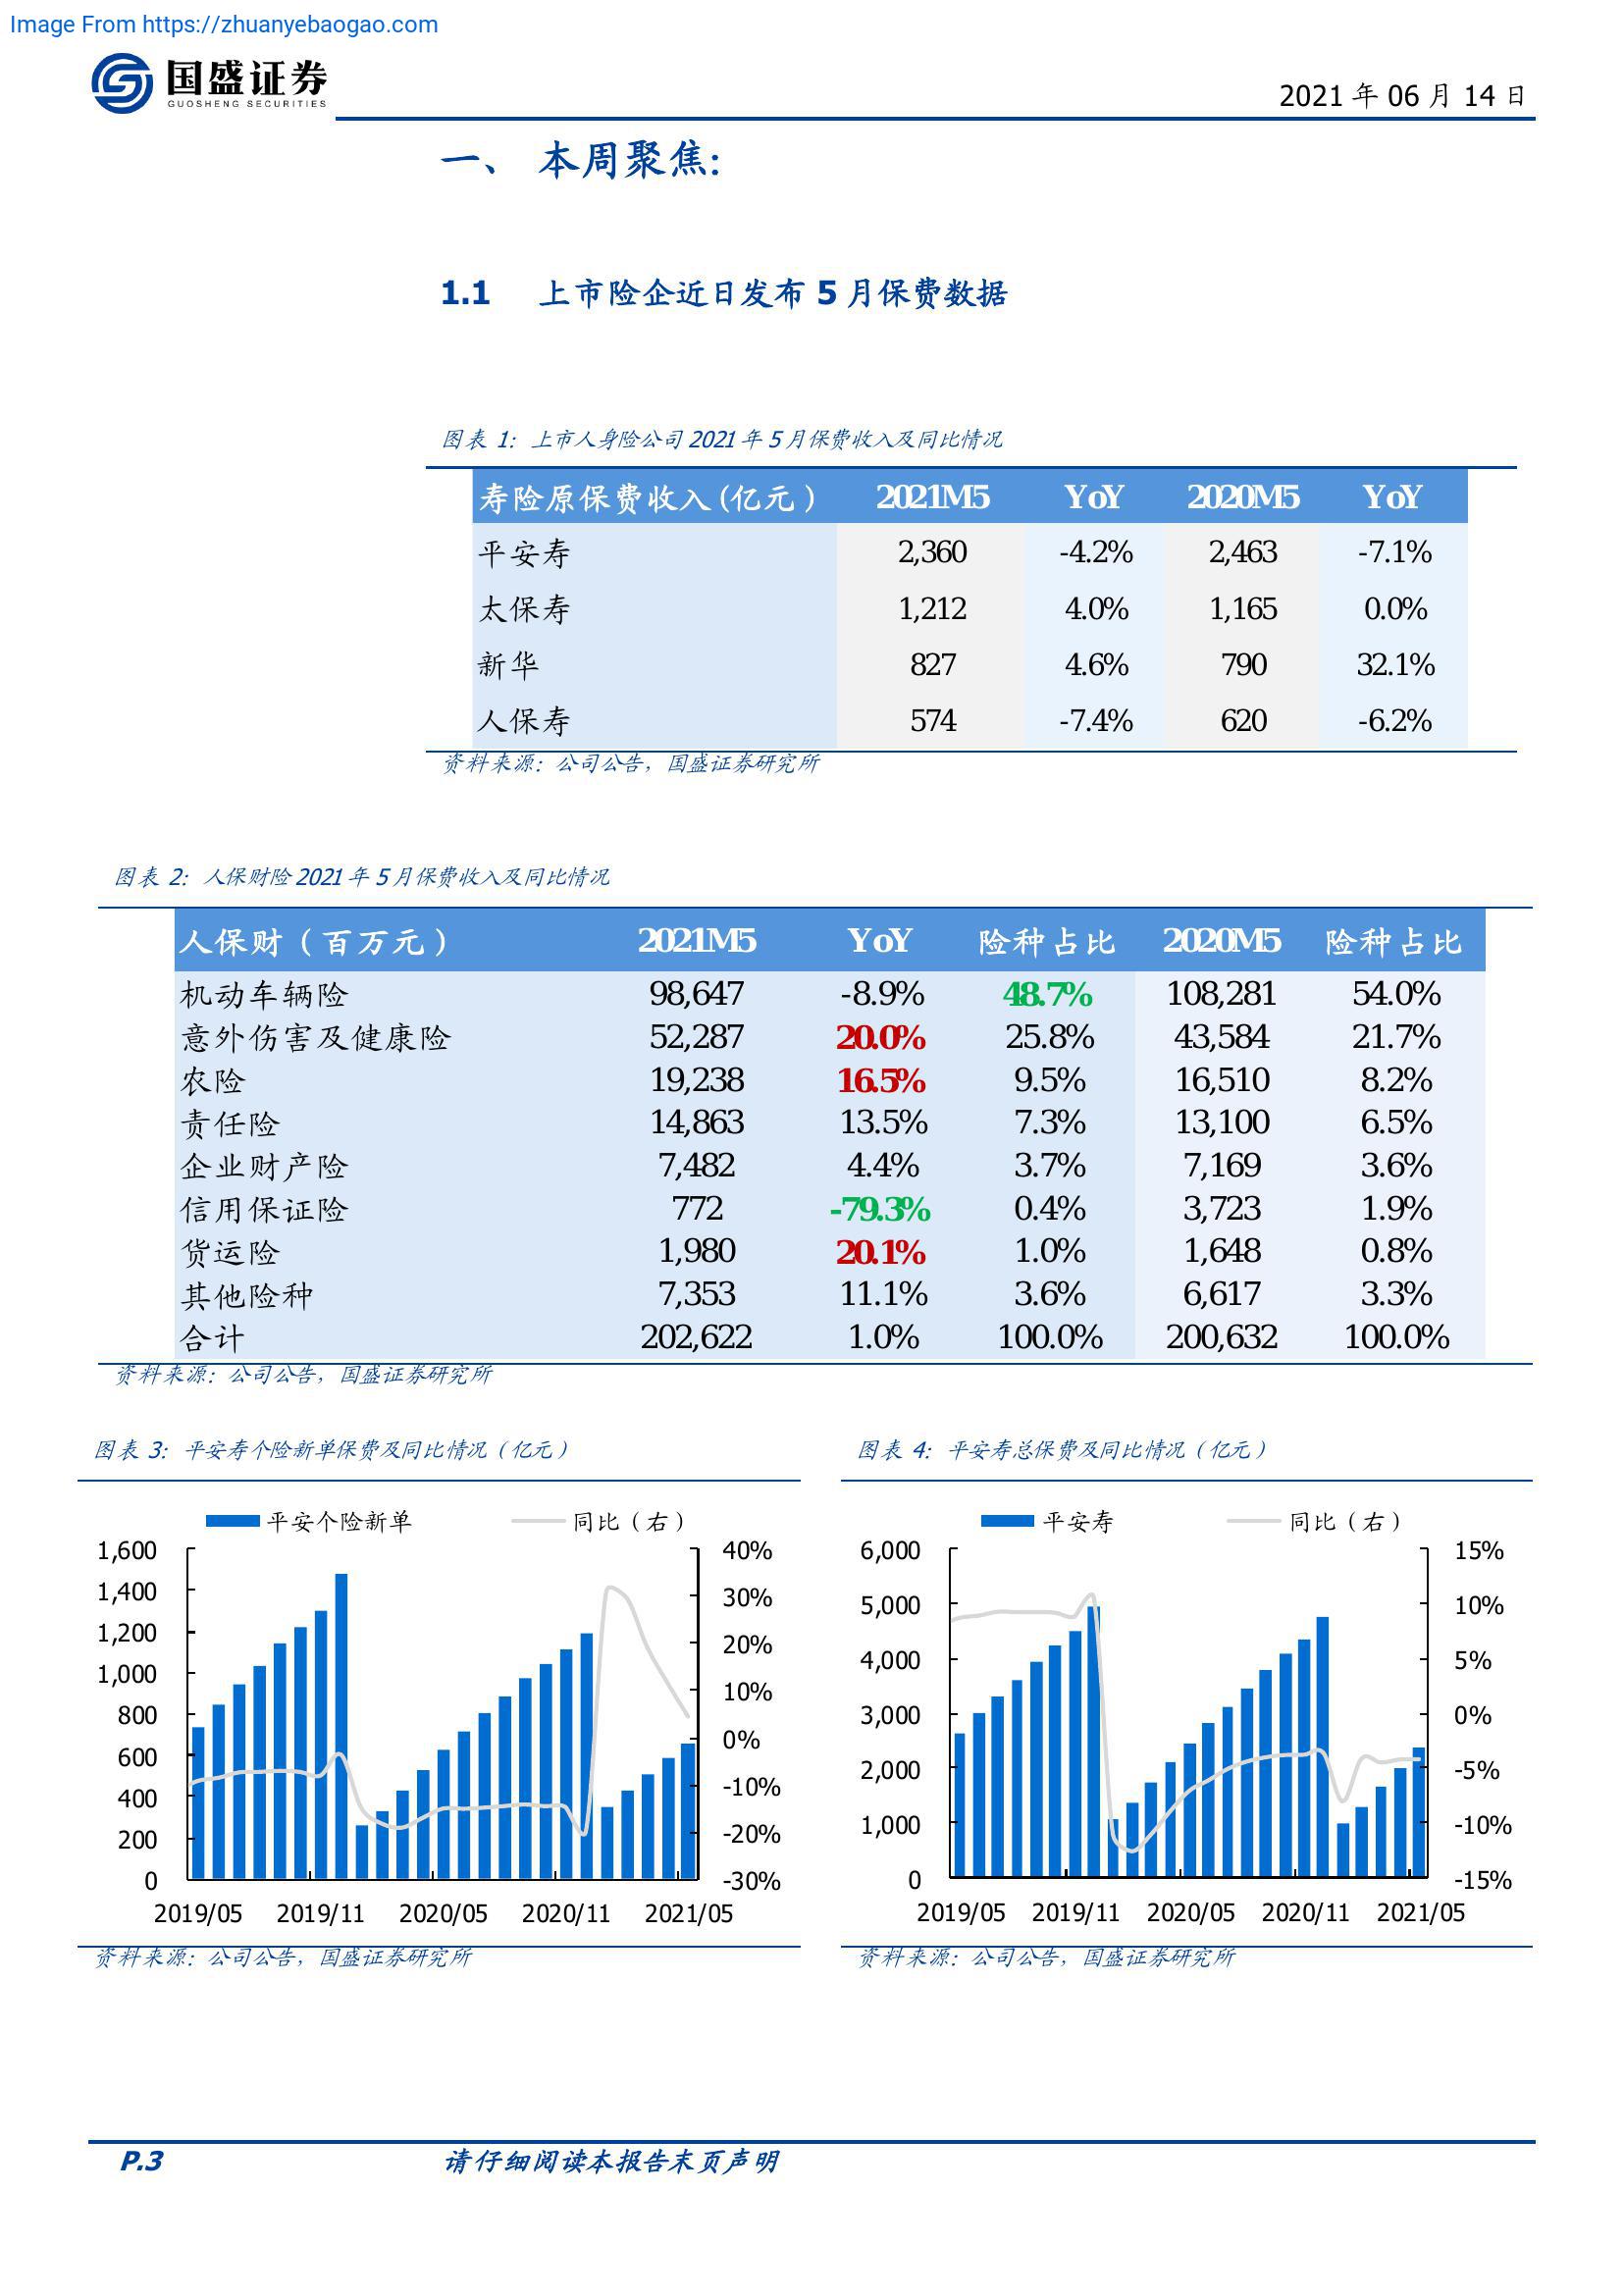 Image From https://zhuanyebaogao.com
国盛证券
GUOSHENG SECURITIES
2021 年 06 月 14 日
一、 本周聚焦：
1.1 上市险企近日发布 5 月保费数据
图表 1：上市人身险公司 2021 年 5 月保费收入及同比情况
寿险原保费收入(亿元) 2021M5 YoY 2020M5 YoY
平安寿 2,360 -4.2% 2,463 -7.1%
太保寿 1,212 4.0% 1,165 0.0%
新华 827 4.6% 790 32.1%
人保寿 574 -7.4% 620 -6.2%
资料来源：公司公告，国盛证券研究所
图表 2：人保财险 2021 年 5 月保费收入及同比情况
人保财（百万元） 2021M5 YoY 险种占比 2020M5 险种占比
机动车辆险 98,647 -8.9% 48.7% 108,281 54.0%
意外伤害及健康险 52,287 20.0% 25.8% 43,584 21.7%
农险 19,238 16.5% 9.5% 16,510 8.2%
责任险 14,863 13.5% 7.3% 13,100 6.5%
企业财产险 7,482 4.4% 3.7% 7,169 3.6%
信用保证险 772 -79.3% 0.4% 3,723 1.9%
货运险 1,980 20.1% 1.0% 1,648 0.8%
其他险种 7,353 11.1% 3.6% 6,617 3.3%
合计 202,622 1.0% 100.0% 200,632 100.0%
资料来源：公司公告，国盛证券研究所
图表 3：平安寿个险新单保费及同比情况（亿元）
平安个险新单 同比（右）
1,600 40%
1,400 30%
1,200 20%
1,000 10%
800 0%
600 -10%
400 -20%
200 -30%
0
2019/05 2019/11 2020/05 2020/11 2021/05
资料来源：公司公告，国盛证券研究所
图表 4：平安寿总保费及同比情况（亿元）
平安寿 同比（右）
6,000 15%
5,000 10%
4,000 5%
3,000 0%
2,000 -5%
1,000 -10%
0 -15%
2019/05 2019/11 2020/05 2020/11 2021/05
资料来源：公司公告，国盛证券研究所
P.3 请仔细阅读本报告末页声明